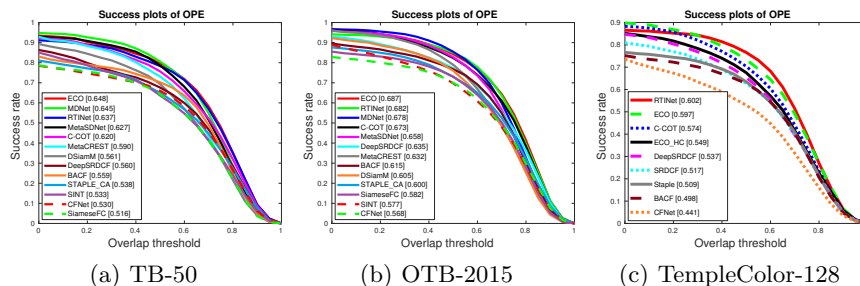 Success plots of OPE
Success rate
1
0.9
0.8
0.7
0.6
0.5
0.4
0.3
0.2
0.1
0
ECO [0.648]
MDNet [0.645]
RTINet [0.637]
MetaSDNet [0.627]
C-COT [0.620]
MetaCREST [0.590]
DSiamM [0.561]
DeepSRDCF [0.560]
BACF [0.559]
STAPLE_CA [0.538]
SINT [0.533]
CFNet [0.530]
SiameseFC [0.516]
0 0.2 0.4 0.6 0.8 1
Overlap threshold
(a) TB-50
Success plots of OPE
Success rate
1
0.9
0.8
0.7
0.6
0.5
0.4
0.3
0.2
0.1
0
ECO [0.687]
RTINet [0.682]
MDNet [0.678]
C-COT [0.673]
MetaSDNet [0.658]
DeepSRDCF [0.635]
MetaCREST [0.632]
BACF [0.615]
DSiamM [0.605]
STAPLE_CA [0.600]
SiameseFC [0.582]
SINT [0.577]
CFNet [0.568]
0 0.2 0.4 0.6 0.8 1
Overlap threshold
(b) OTB-2015
Success plots of OPE
Success rate
0.9
0.8
0.7
0.6
0.5
0.4
0.3
0.2
0.1
0
RTINet [0.602]
ECO [0.597]
C-COT [0.574]
ECO_HC [0.549]
DeepSRDCF [0.537]
SRDCF [0.517]
Staple [0.509]
BACF [0.498]
CFNet [0.441]
0 0.2 0.4 0.6 0.8
Overlap threshold
(c) TempleColor-128